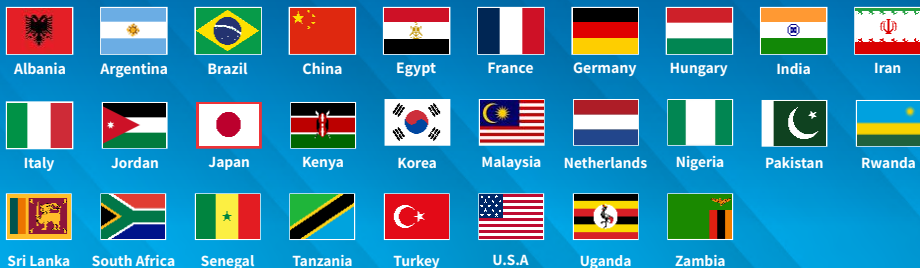 Albania Argentina Brazil China Egypt France Germany Hungary India Iran
Italy Jordan Japan Kenya Korea Malaysia Netherlands Nigeria Pakistan Rwanda
Sri Lanka South Africa Senegal Tanzania Turkey U.S.A Uganda Zambia